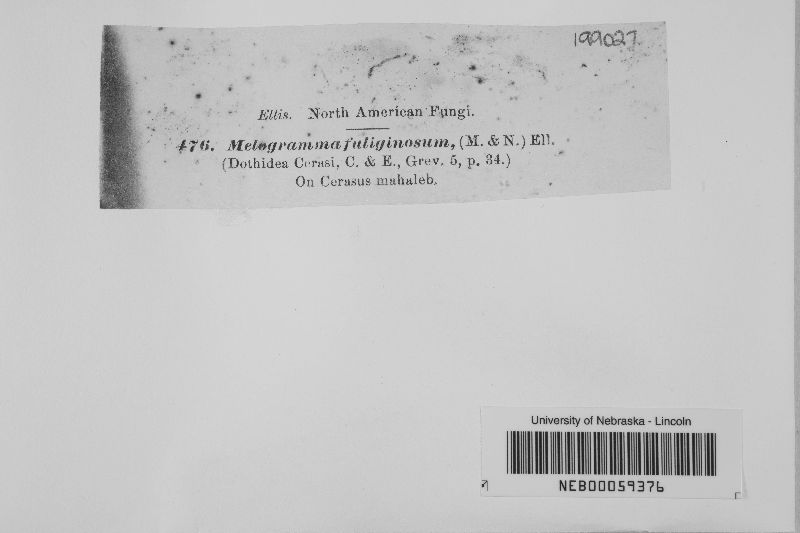 199027
Ellis. North American Fungi.
476. Melogramma fuliginosum, (M. & N.) Ell.
(Dothidea Cerasi, C. & E., Grev. 5, p. 34.)
On Cerasus mahaleb.
University of Nebraska - Lincoln
NEB00059376